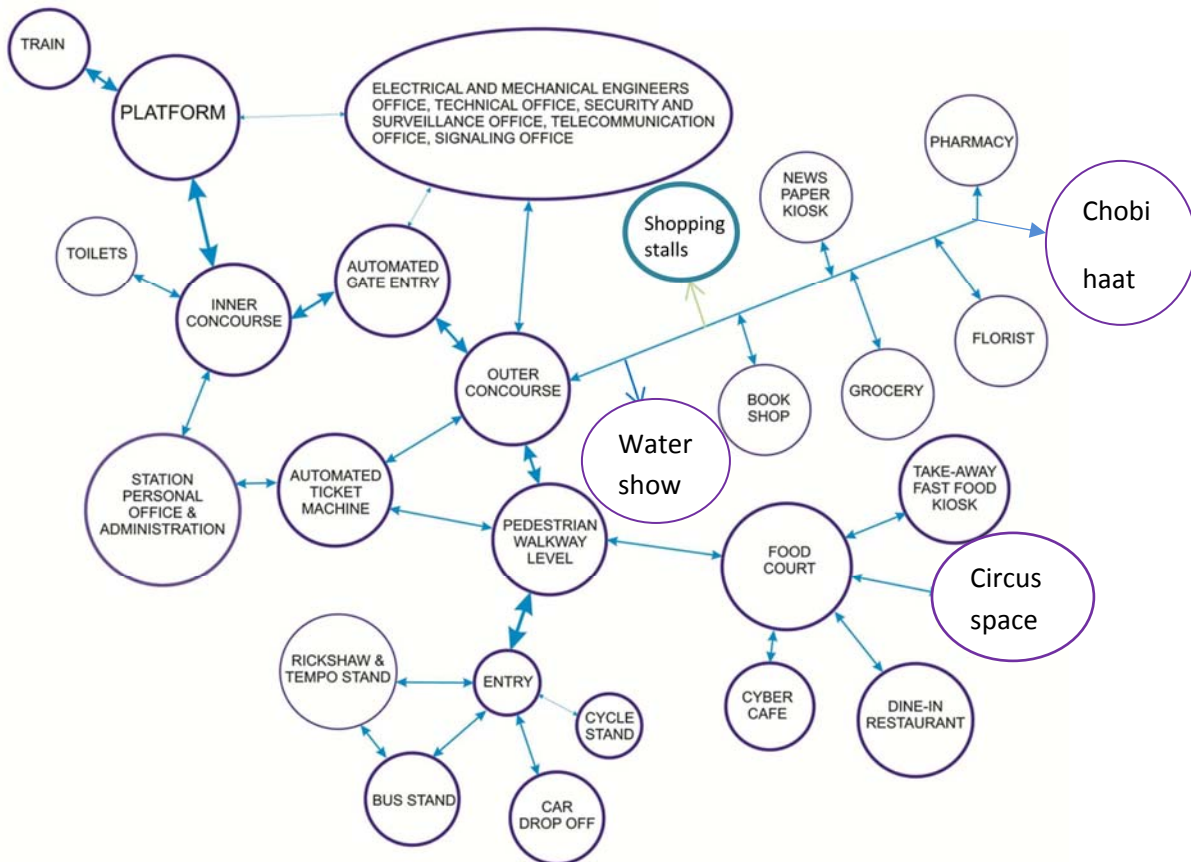 TRAIN
PLATFORM
ELECTRICAL AND MECHANICAL ENGINEERS
OFFICE, TECHNICAL OFFICE, SECURITY AND
SURVEILLANCE OFFICE, TELECOMMUNICATION
OFFICE, SIGNALING OFFICE
PHARMACY
NEWS
PAPER
KIOSK
Chobi
haat
Shopping
stalls
TOILETS
AUTOMATED
GATE ENTRY
INNER
CONCOURSE
FLORIST
OUTER
CONCOURSE
BOOK
SHOP
GROCERY
Water
show
STATION
PERSONAL
OFFICE &
ADMINISTRATION
AUTOMATED
TICKET
MACHINE
PEDESTRIAN
WALKWAY
LEVEL
FOOD
COURT
TAKE-AWAY
FAST FOOD
KIOSK
Circus
space
RICKSHAW &
TEMPO STAND
ENTRY
CYCLE
STAND
CYBER
CAFE
DINE-IN
RESTAURANT
BUS STAND
CAR
DROP OFF